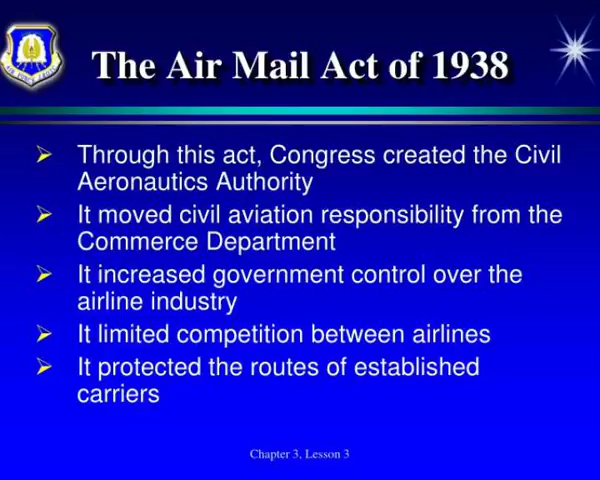 The Air Mail Act of 1938
Through this act, Congress created the Civil
Aeronautics Authority
It moved civil aviation responsibility from the
Commerce Department
It increased government control over the
airline industry
It limited competition between airlines
It protected the routes of established
carriers
Chapter 3, Lesson 3